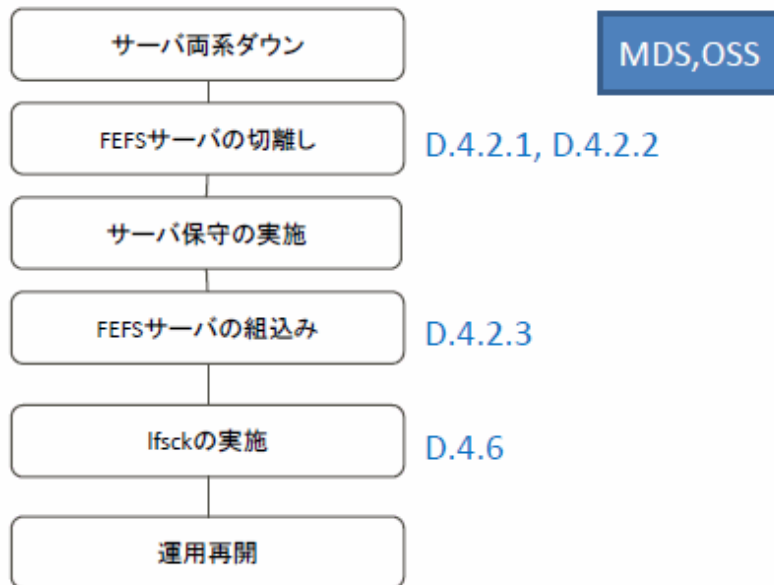 サーバ両系ダウン
MDS,OSS
FEFSサーバの切離し
D.4.2.1, D.4.2.2
サーバ保守の実施
FEFSサーバの組込み
D.4.2.3
lfsckの実施
D.4.6
運用再開